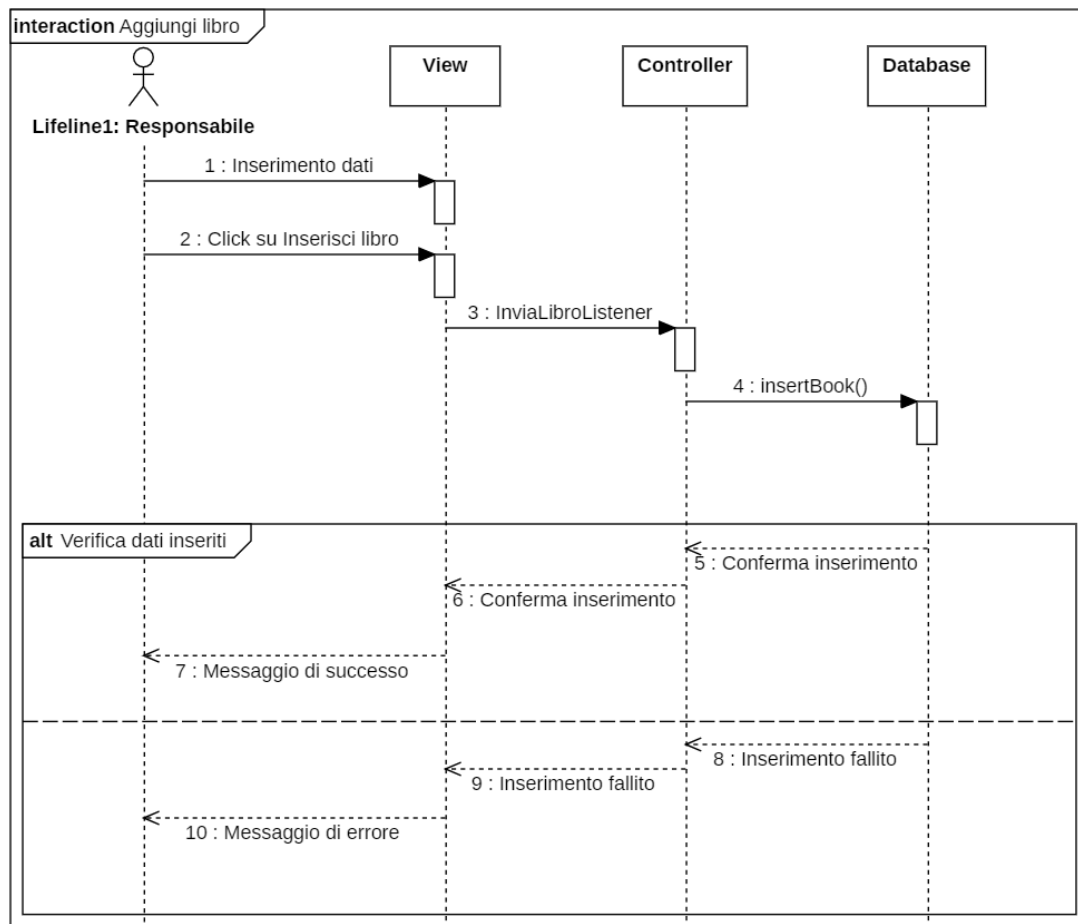 interaction Aggiungi libro
View
Controller
Database
Lifeline1: Responsabile
1 : Inserimento dati
2 : Click su Inserisci libro
3 : InviaLibroListener
4 : insertBook()
alt Verifica dati inseriti
5 : Conferma inserimento
6 : Conferma inserimento
7 : Messaggio di successo
8 : Inserimento fallito
9 : Inserimento fallito
10 : Messaggio di errore